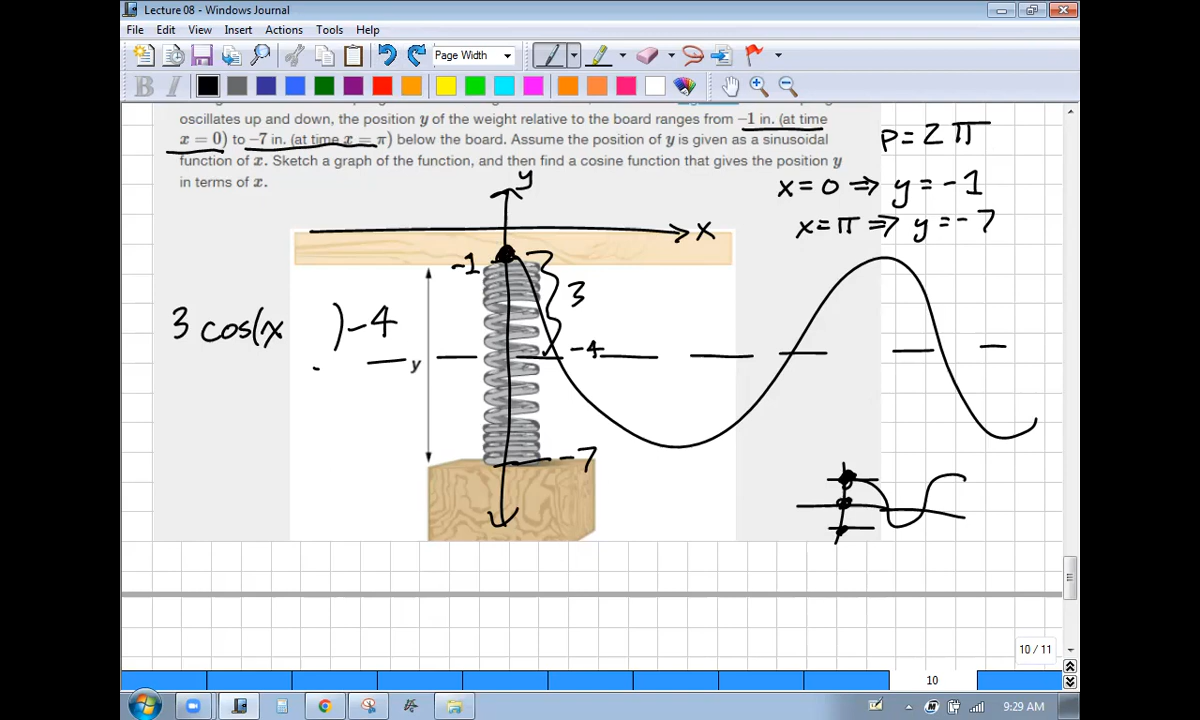 Lecture 08 - Windows Journal
File Edit View Insert Actions Tools Help
Page Width
B I
oscillates up and down, the position y of the weight relative to the board ranges from −1 in. (at time
x = 0) to −7 in. (at time x = π) below the board. Assume the position of y is given as a sinusoidal
function of x. Sketch a graph of the function, and then find a cosine function that gives the position y
in terms of x.
P = 2π
x = 0 ⇒ y = -1
x = π ⇒ y = -7
y
x
-1
3
3 cos(x ) - 4
-4
y
-7
10 / 11
10
9:29 AM